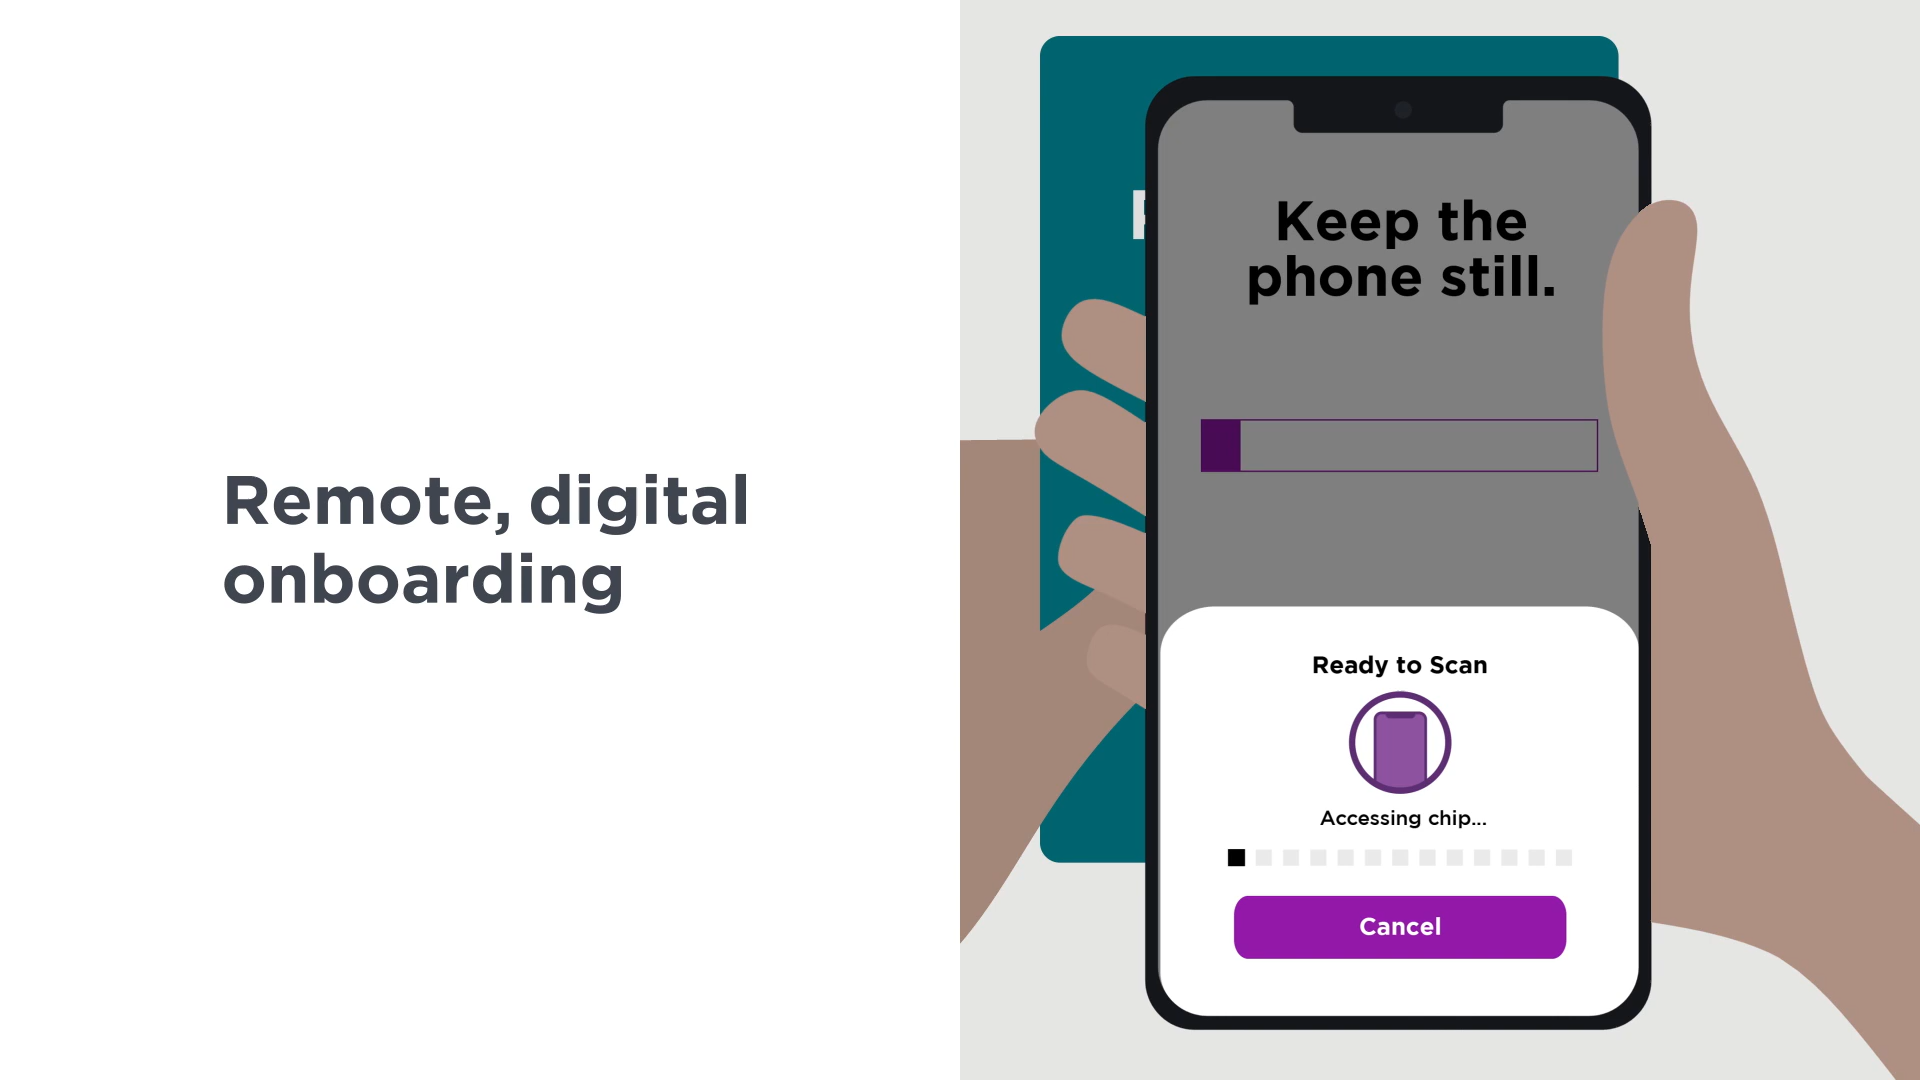 Remote, digital
onboarding
Keep the
phone still.
Ready to Scan
Accessing chip...
Cancel